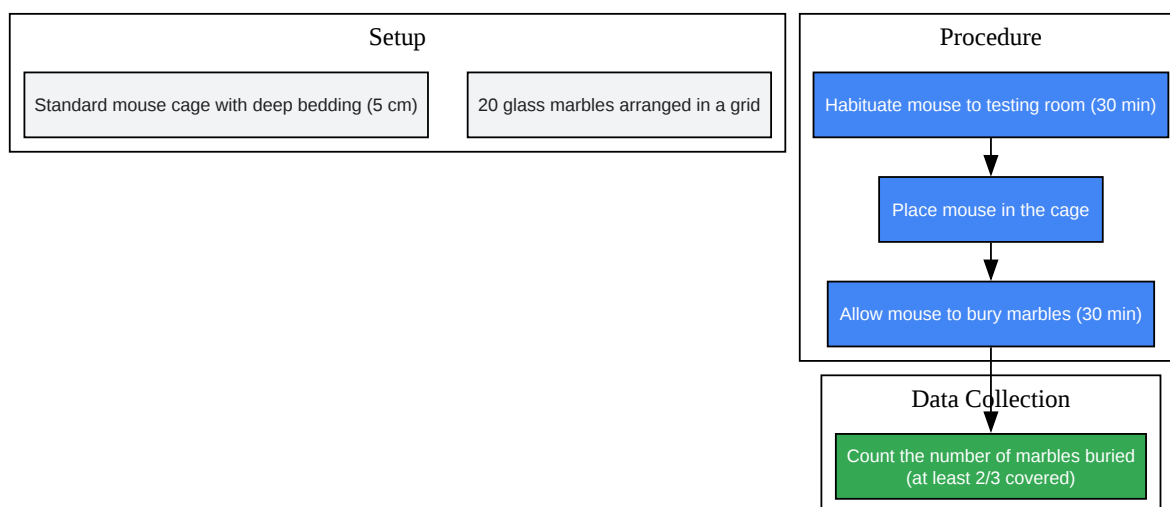 Setup
Standard mouse cage with deep bedding (5 cm)
20 glass marbles arranged in a grid
Procedure
Habituate mouse to testing room (30 min)
Place mouse in the cage
Allow mouse to bury marbles (30 min)
Data Collection
Count the number of marbles buried
(at least 2/3 covered)